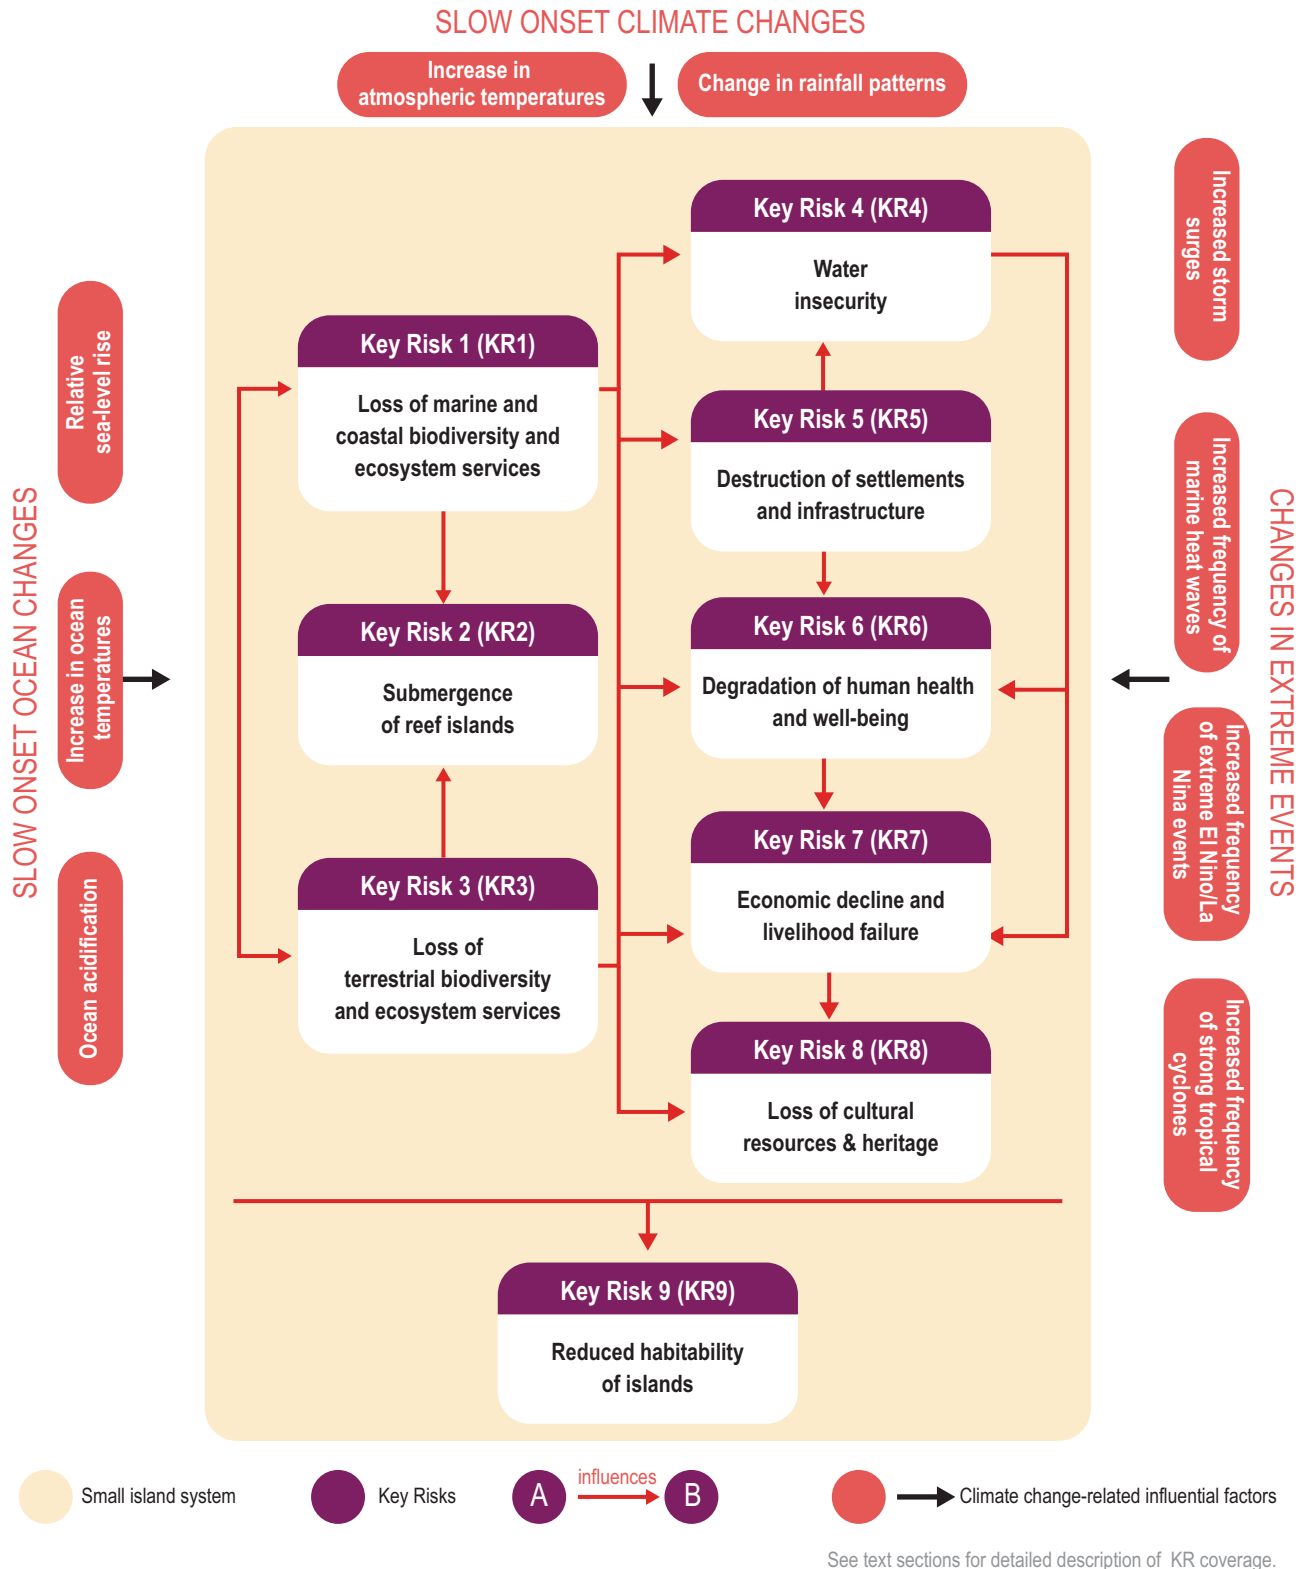 SLOW ONSET CLIMATE CHANGES
Increase in
atmospheric temperatures
Change in rainfall patterns
SLOW ONSET OCEAN CHANGES
Relative
sea-level rise
Increase in ocean
temperatures
Ocean acidification
Key Risk 1 (KR1)
Loss of marine and
coastal biodiversity and
ecosystem services
Key Risk 2 (KR2)
Submergence
of reef islands
Key Risk 3 (KR3)
Loss of
terrestrial biodiversity
and ecosystem services
Key Risk 4 (KR4)
Water
insecurity
Key Risk 5 (KR5)
Destruction of settlements
and infrastructure
Key Risk 6 (KR6)
Degradation of human health
and well-being
Key Risk 7 (KR7)
Economic decline and
livelihood failure
Key Risk 8 (KR8)
Loss of cultural
resources & heritage
Key Risk 9 (KR9)
Reduced habitability
of islands
CHANGES IN EXTREME EVENTS
Increased storm
surges
Increased frequency of
marine heat waves
Increased frequency
of extreme El Nino/La
Nina events
Increased frequency
of strong tropical
cyclones
Small island system
Key Risks
A
influences
B
Climate change-related influential factors
See text sections for detailed description of KR coverage.